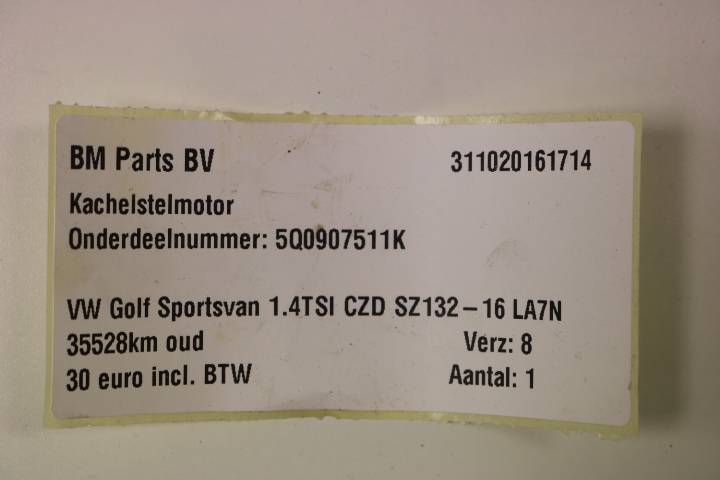 BM Parts BV 311020161714
Kachelstelmotor
Onderdeelnummer: 5Q0907511K
VW Golf Sportsvan 1.4TSI CZD SZ132-16 LA7N
35528km oud Verz: 8
30 euro incl. BTW Aantal: 1